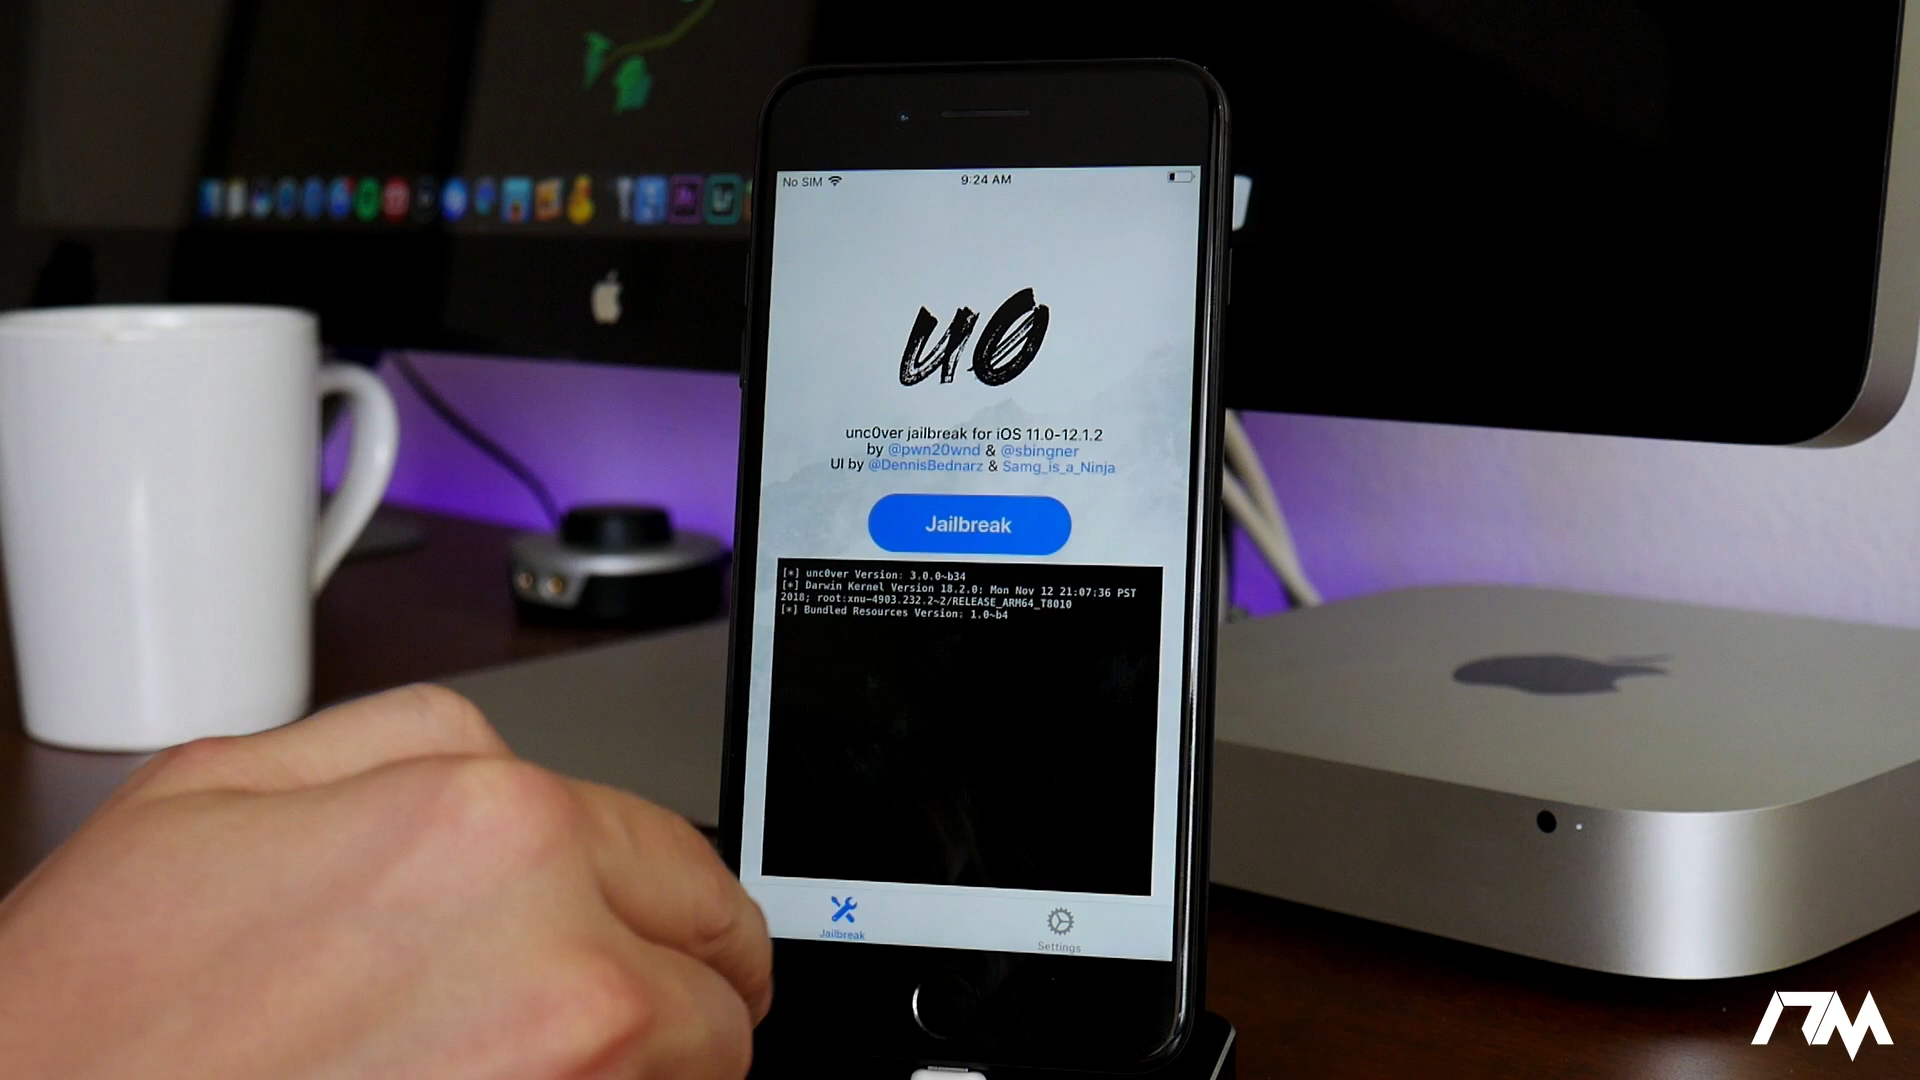 No SIM 9:24 AM
u0
unc0ver jailbreak for iOS 11.0-12.1.2
by @pwn20wnd & @sbingner
UI by @DennisBednarz & Samg_is_a_Ninja
Jailbreak
[*] unc0ver Version: 3.0.0~b34
[*] Darwin Kernel Version 18.2.0: Mon Nov 12 21:07:36 PST
2018; root:xnu-4903.232.2~2/RELEASE_ARM64_T8010
[*] Bundled Resources Version: 1.0~b4
Jailbreak
Settings